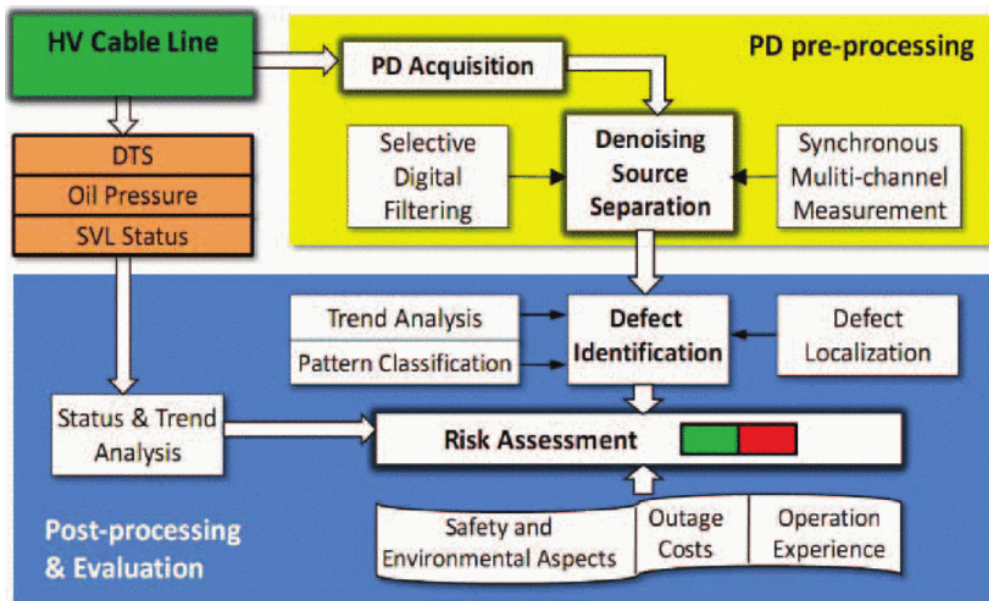 HV Cable Line
PD pre-processing
PD Acquisition
Selective
Digital
Filtering
Denoising
Source
Separation
Synchronous
Muliti-channel
Measurement
DTS
Oil Pressure
SVL Status
Trend Analysis
Pattern Classification
Defect
Identification
Defect
Localization
Status & Trend
Analysis
Risk Assessment
Safety and
Environmental Aspects
Outage
Costs
Operation
Experience
Post-processing
& Evaluation